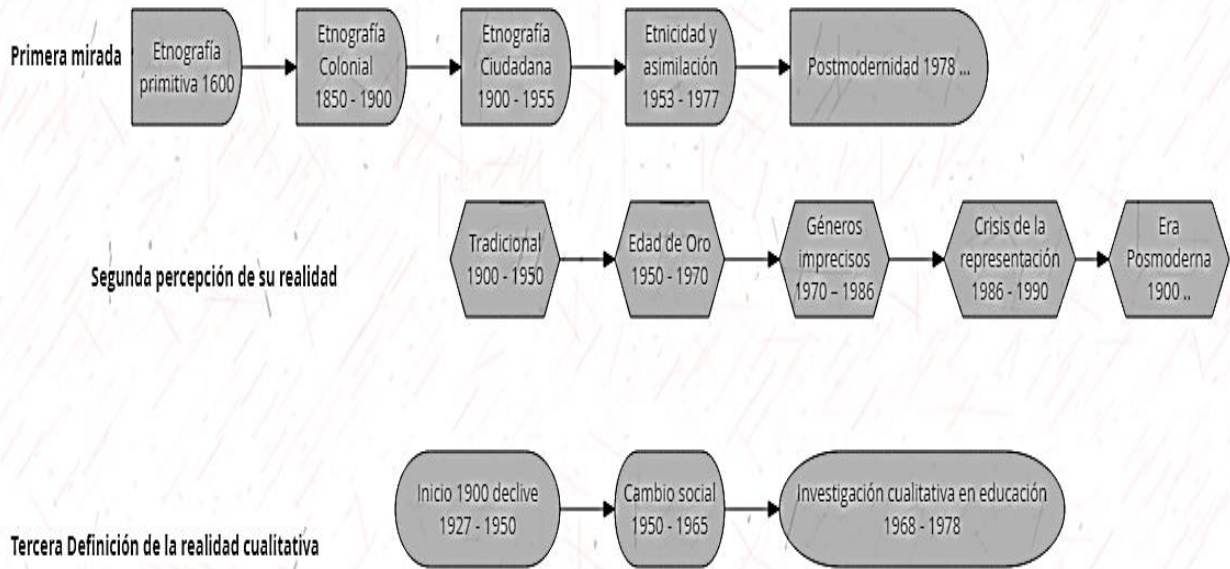 Primera mirada
Etnografía
primitiva 1600
Etnografía
Colonial
1850 - 1900
Etnografía
Ciudadana
1900 - 1955
Etnicidad y
asimilación
1953 - 1977
Postmodernidad 1978 ...
Segunda percepción de su realidad
Tradicional
1900 - 1950
Edad de Oro
1950 - 1970
Géneros
imprecisos
1970 – 1986
Crisis de la
representación
1986 - 1990
Era
Posmoderna
1900 ..
Tercera Definición de la realidad cualitativa
Inicio 1900 declive
1927 - 1950
Cambio social
1950 - 1965
Investigación cualitativa en educación
1968 - 1978